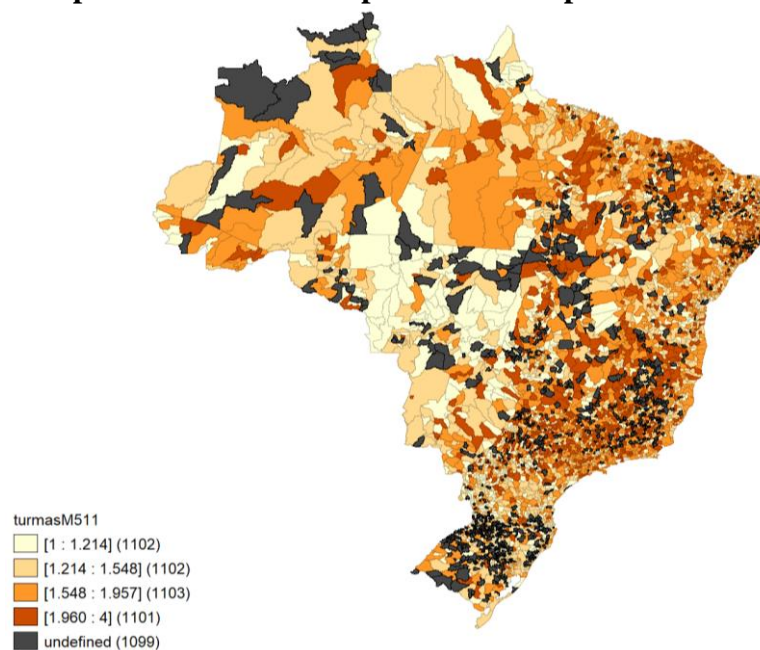 turmasM511
[1 : 1.214] (1102)
[1.214 : 1.548] (1102)
[1.548 : 1.957] (1103)
[1.960 : 4] (1101)
undefined (1099)